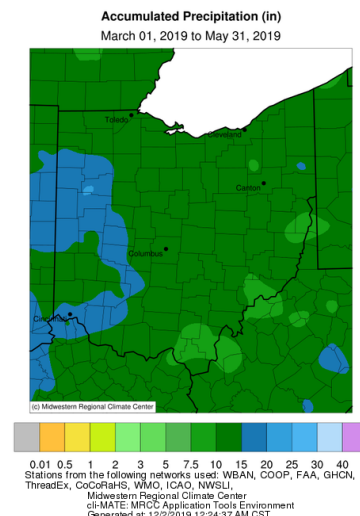 Accumulated Precipitation (in)
March 01, 2019 to May 31, 2019
Toledo
Cleveland
Canton
Columbus
Cincinnati
(c) Midwestern Regional Climate Center
0.01 0.5 1 2 3 5 7.5 10 15 20 25 30 40
Stations from the following networks used: WBAN, COOP, FAA, GHCN,
ThreadEx, CoCoRaHS, WMO, ICAO, NWSLI,
Midwestern Regional Climate Center
cli-MATE: MRCC Application Tools Environment
Generated at: 12/2/2019 12:24:37 AM CST